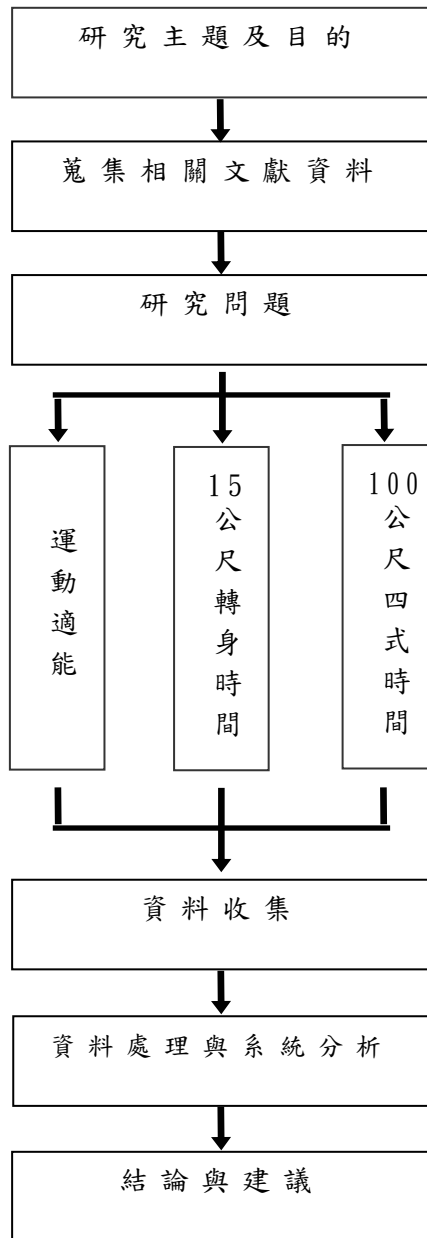 研究主題及目的
蒐集相關文獻資料
研究問題
運動適能
15公尺轉身時間
100公尺四式時間
資料收集
資料處理與系統分析
結論與建議